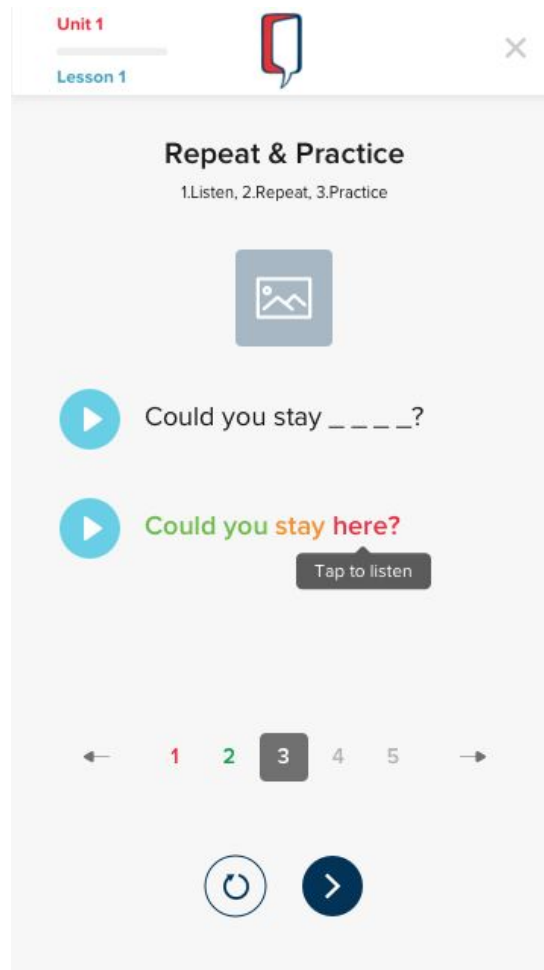 Unit 1
Lesson 1
Repeat & Practice
1.Listen, 2.Repeat, 3.Practice
Could you stay _ _ _ _?
Could you stay here?
Tap to listen
1 2 3 4 5